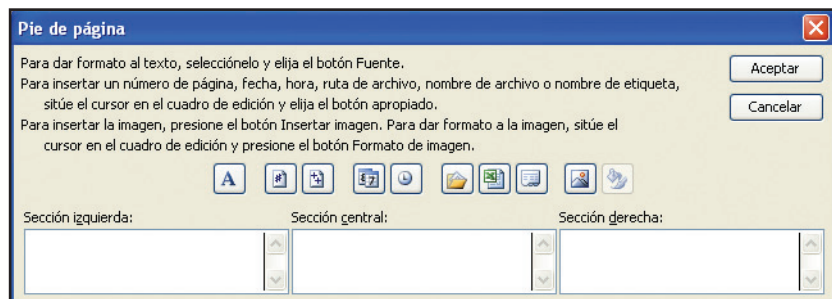 Pie de página
Para dar formato al texto, selecciónelo y elija el botón Fuente.
Para insertar un número de página, fecha, hora, ruta de archivo, nombre de archivo o nombre de etiqueta,
sitúe el cursor en el cuadro de edición y elija el botón apropiado.
Para insertar la imagen, presione el botón Insertar imagen. Para dar formato a la imagen, sitúe el
cursor en el cuadro de edición y presione el botón Formato de imagen.
Aceptar
Cancelar
A
Sección izquierda:
Sección central:
Sección derecha: